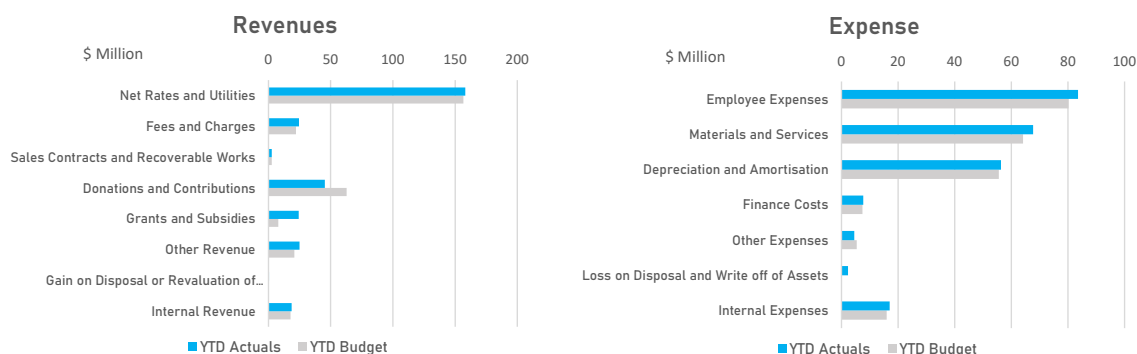 Revenues
$ Million
0 50 100 150 200
Net Rates and Utilities
Fees and Charges
Sales Contracts and Recoverable Works
Donations and Contributions
Grants and Subsidies
Other Revenue
Gain on Disposal or Revaluation of...
Internal Revenue
YTD Actuals YTD Budget
Expense
$ Million
0 20 40 60 80 100
Employee Expenses
Materials and Services
Depreciation and Amortisation
Finance Costs
Other Expenses
Loss on Disposal and Write off of Assets
Internal Expenses
YTD Actuals YTD Budget